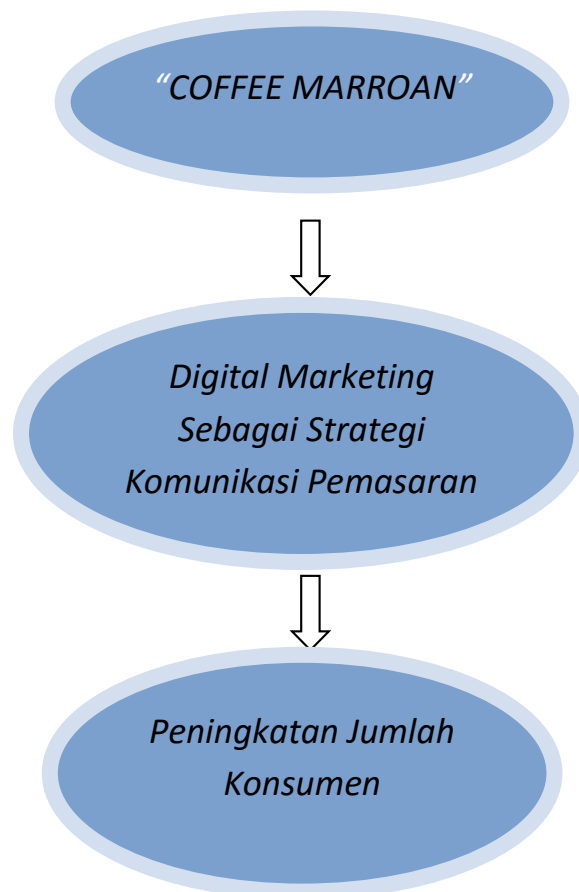 “COFFEE MARROAN”
Digital Marketing
Sebagai Strategi
Komunikasi Pemasaran
Peningkatan Jumlah
Konsumen